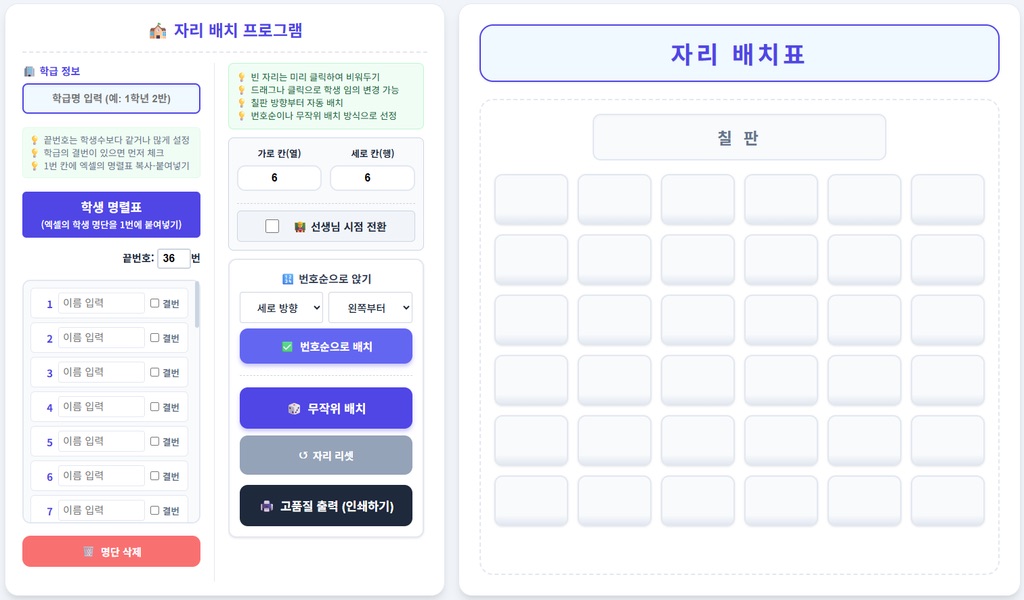 🏫 자리 배치 프로그램
🏢 학급 정보
학급명 입력 (예: 1학년 2반)
💡 끝번호는 학생수보다 같거나 많게 설정
💡 학급의 결번이 있으면 먼저 체크
💡 1번 칸에 엑셀의 명렬표 복사·붙여넣기
학생 명렬표
(엑셀의 학생 명단을 1번에 붙여넣기)
끝번호: 36 번
1 이름 입력 결번
2 이름 입력 결번
3 이름 입력 결번
4 이름 입력 결번
5 이름 입력 결번
6 이름 입력 결번
7 이름 입력 결번
🗑️ 명단 삭제
💡 빈 자리는 미리 클릭하여 비워두기
💡 드래그나 클릭으로 학생 임의 변경 가능
💡 칠판 방향부터 자동 배치
💡 번호순이나 무작위 배치 방식으로 선정
가로 칸(열) 세로 칸(행)
6 6
👩‍🏫 선생님 시점 전환
🔢 번호순으로 앉기
세로 방향 왼쪽부터
✅ 번호순으로 배치
🎲 무작위 배치
↺ 자리 리셋
🖨️ 고품질 출력 (인쇄하기)
자리 배치표
칠 판